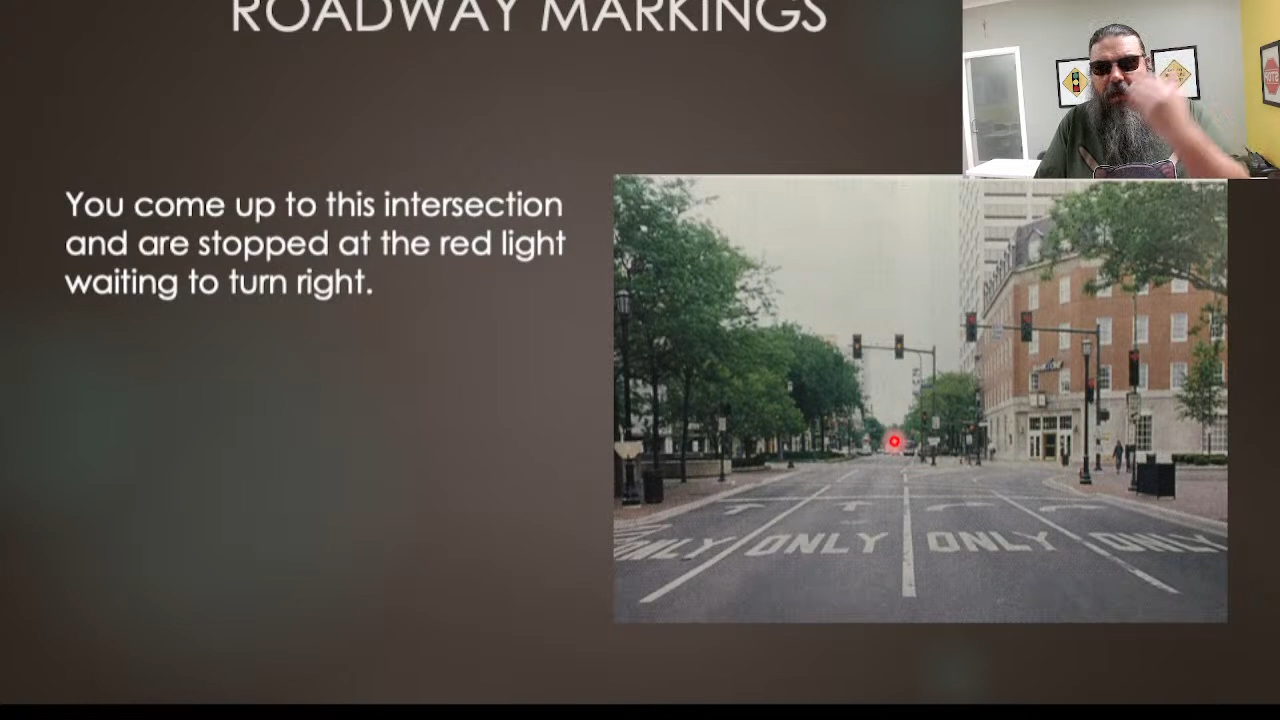 ROADWAY MARKINGS
You come up to this intersection
and are stopped at the red light
waiting to turn right.
ONLY ONLY ONLY ONLY